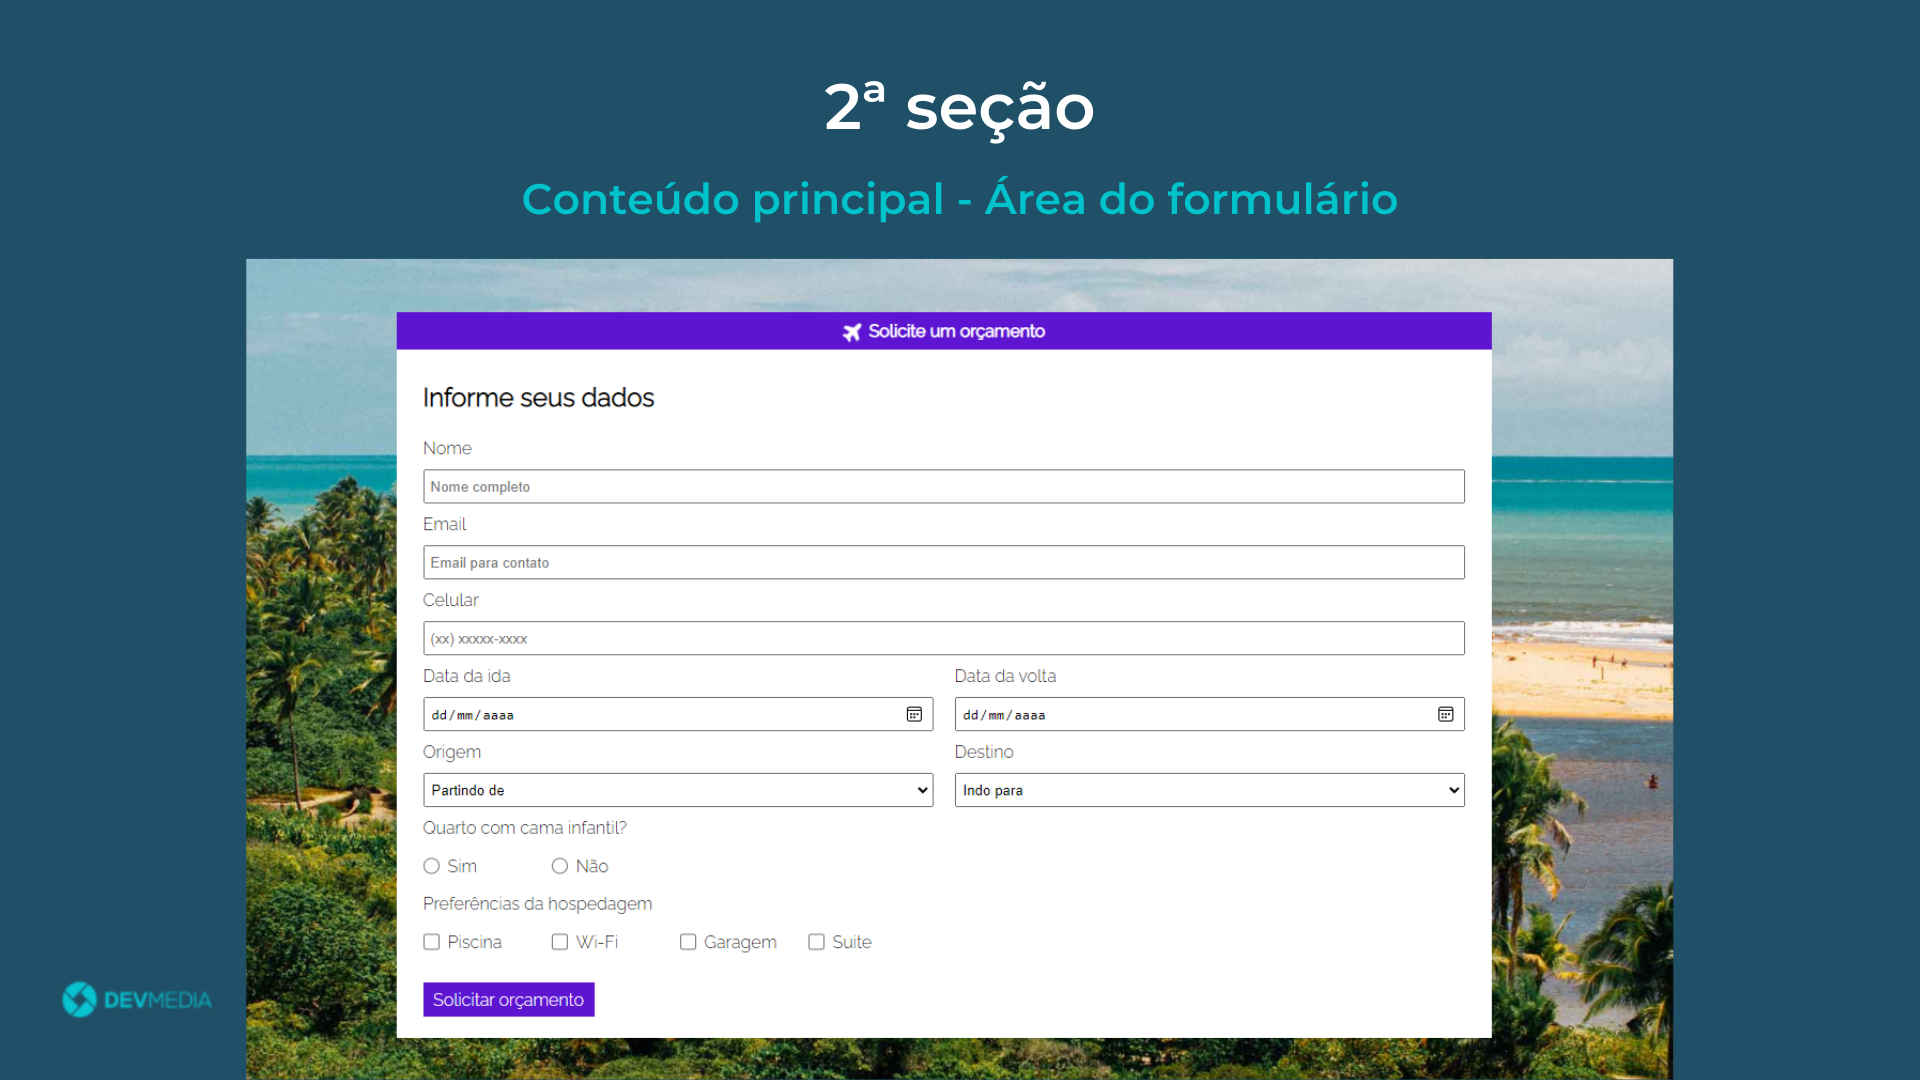 2ª seção
Conteúdo principal - Área do formulário
Solicite um orçamento
Informe seus dados
Nome
Nome completo
Email
Email para contato
Celular
(xx) xxxxx-xxxx
Data da ida Data da volta
dd/mm/aaaa dd/mm/aaaa
Origem Destino
Partindo de Indo para
Quarto com cama infantil?
Sim Não
Preferências da hospedagem
Piscina Wi-Fi Garagem Suite
Solicitar orçamento
DEVMEDIA